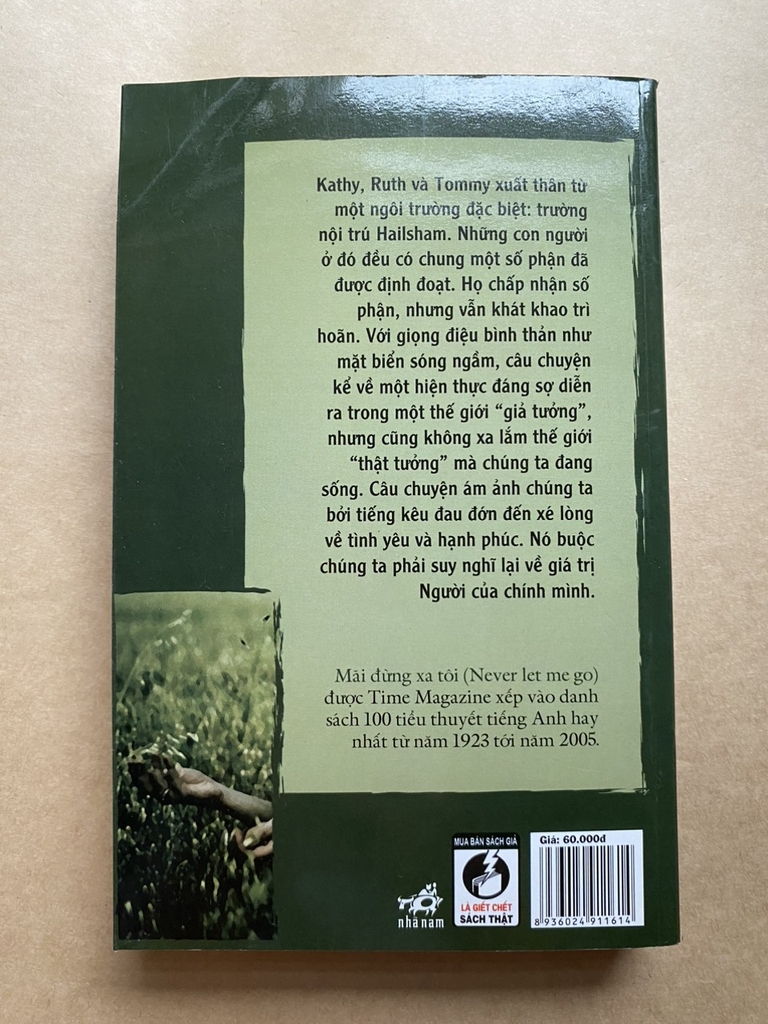 Kathy, Ruth và Tommy xuất thân từ
một ngôi trường đặc biệt: trường
nội trú Hailsham. Những con người
ở đó đều có chung một số phận đã
được định đoạt. Họ chấp nhận số
phận, nhưng vẫn khát khao trì
hoãn. Với giọng điệu bình thản như
mặt biển sóng ngầm, câu chuyện
kể về một hiện thực đáng sợ diễn
ra trong một thế giới “giả tưởng”,
nhưng cũng không xa lắm thế giới
“thật tưởng” mà chúng ta đang
sống. Câu chuyện ám ảnh chúng ta
bởi tiếng kêu đau đớn đến xé lòng
về tình yêu và hạnh phúc. Nó buộc
chúng ta phải suy nghĩ lại về giá trị
Người của chính mình.
Mãi đừng xa tôi (Never let me go)
được Time Magazine xếp vào danh
sách 100 tiểu thuyết tiếng Anh hay
nhất từ năm 1923 tới năm 2005.
nhã nam
MUA BÁN SÁCH GIẢ
LÀ GIẾT CHẾT
SÁCH THẬT
Giá: 60.000đ
8 936024 911614